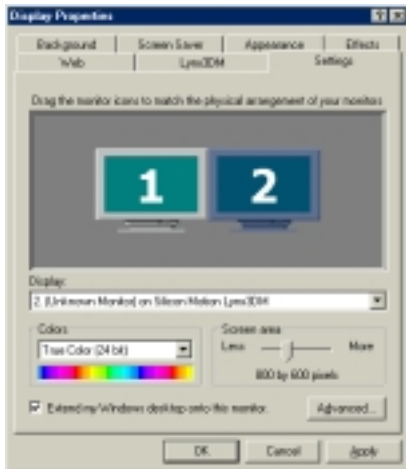 Display Properties
Background Screen Saver Appearance Effects
Web Lynx3DM Settings
Drag the monitor icons to match the physical arrangement of your monitors
1 2
Display:
2. (Unknown Monitor) on Silicon Motion Lynx3DM
Colors Screen area
True Color (24 bit) Less More
800 by 600 pixels
Extend my Windows desktop onto this monitor. Advanced...
OK Cancel Apply